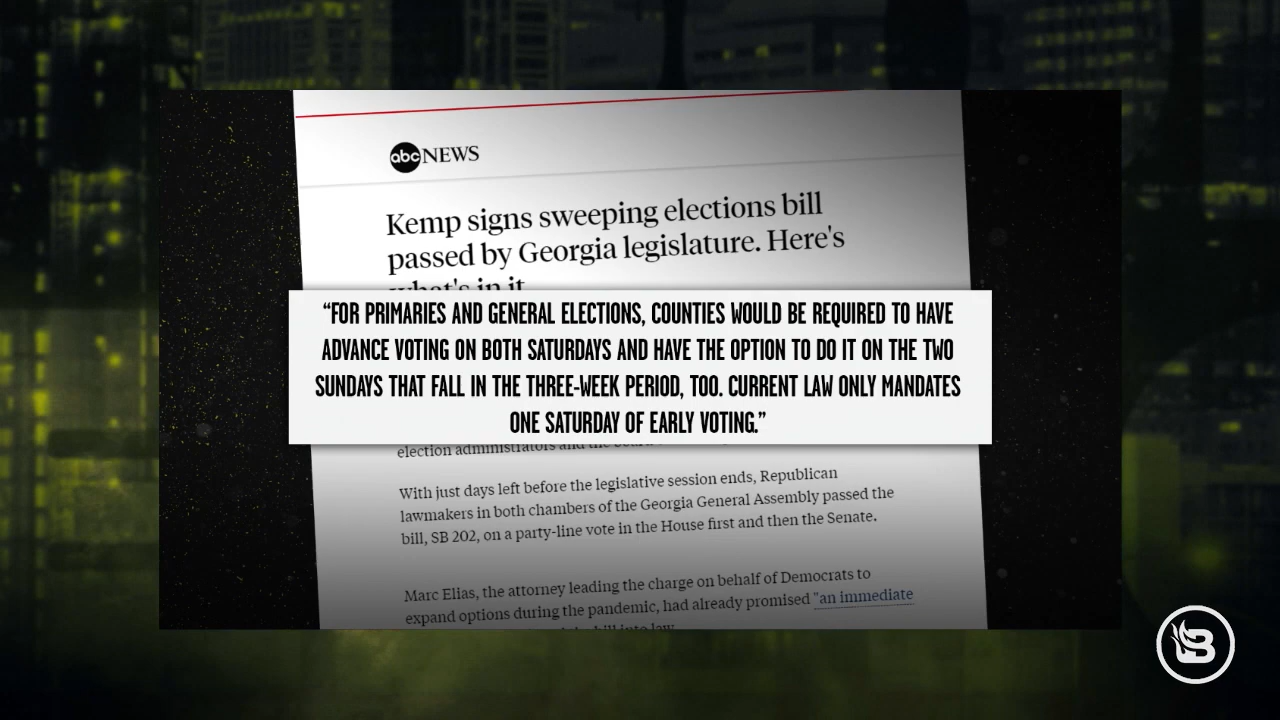 abc NEWS
Kemp signs sweeping elections bill
passed by Georgia legislature. Here's
what's in it
“FOR PRIMARIES AND GENERAL ELECTIONS, COUNTIES WOULD BE REQUIRED TO HAVE
ADVANCE VOTING ON BOTH SATURDAYS AND HAVE THE OPTION TO DO IT ON THE TWO
SUNDAYS THAT FALL IN THE THREE-WEEK PERIOD, TOO. CURRENT LAW ONLY MANDATES
ONE SATURDAY OF EARLY VOTING.”
election administrators and the
With just days left before the legislative session ends, Republican
lawmakers in both chambers of the Georgia General Assembly passed the
bill, SB 202, on a party-line vote in the House first and then the Senate.
Marc Elias, the attorney leading the charge on behalf of Democrats to
expand options during the pandemic, had already promised "an immediate
bill into law
B